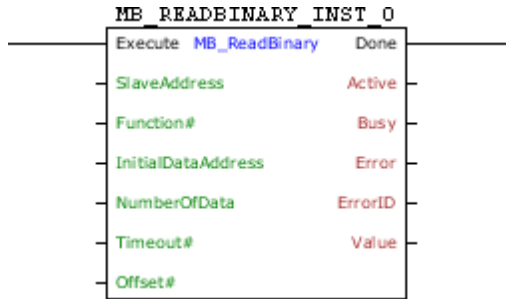 MB_READBINARY_INST_0
Execute MB_ReadBinary Done
SlaveAddress Active
Function# Busy
InitialDataAddress Error
NumberOfData ErrorID
Timeout# Value
Offset#